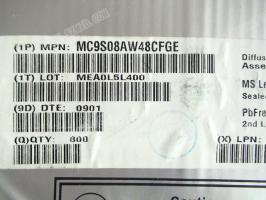 (1P) MPN: MC9S08AW48CFGE
(1T) LOT: MEA0L5L400
(9D) DTE: 0901
(Q)QTY: 800
Diffus
Asse
MS Le
Seale
PbFre
2nd L
(X) LPN: